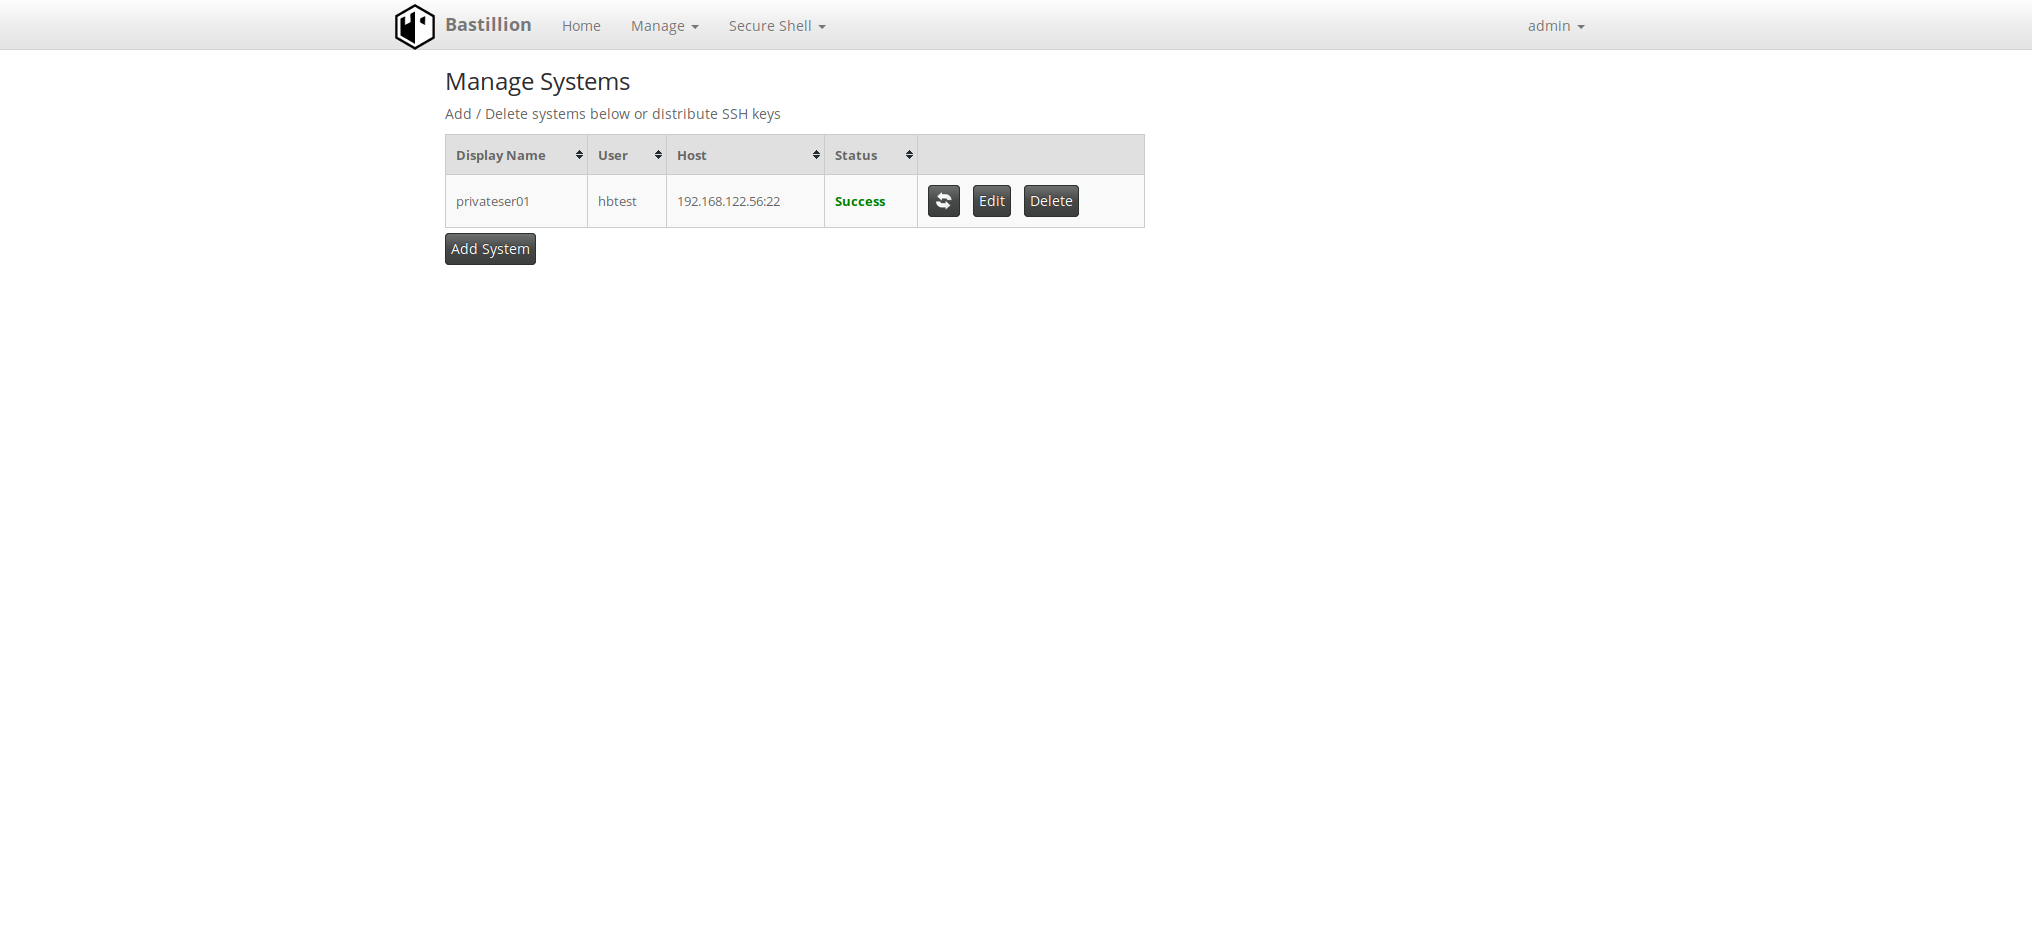 Bastillion Home Manage Secure Shell admin
Manage Systems
Add / Delete systems below or distribute SSH keys
Display Name User Host Status
privateser01 hbtest 192.168.122.56:22 Success Edit Delete
Add System